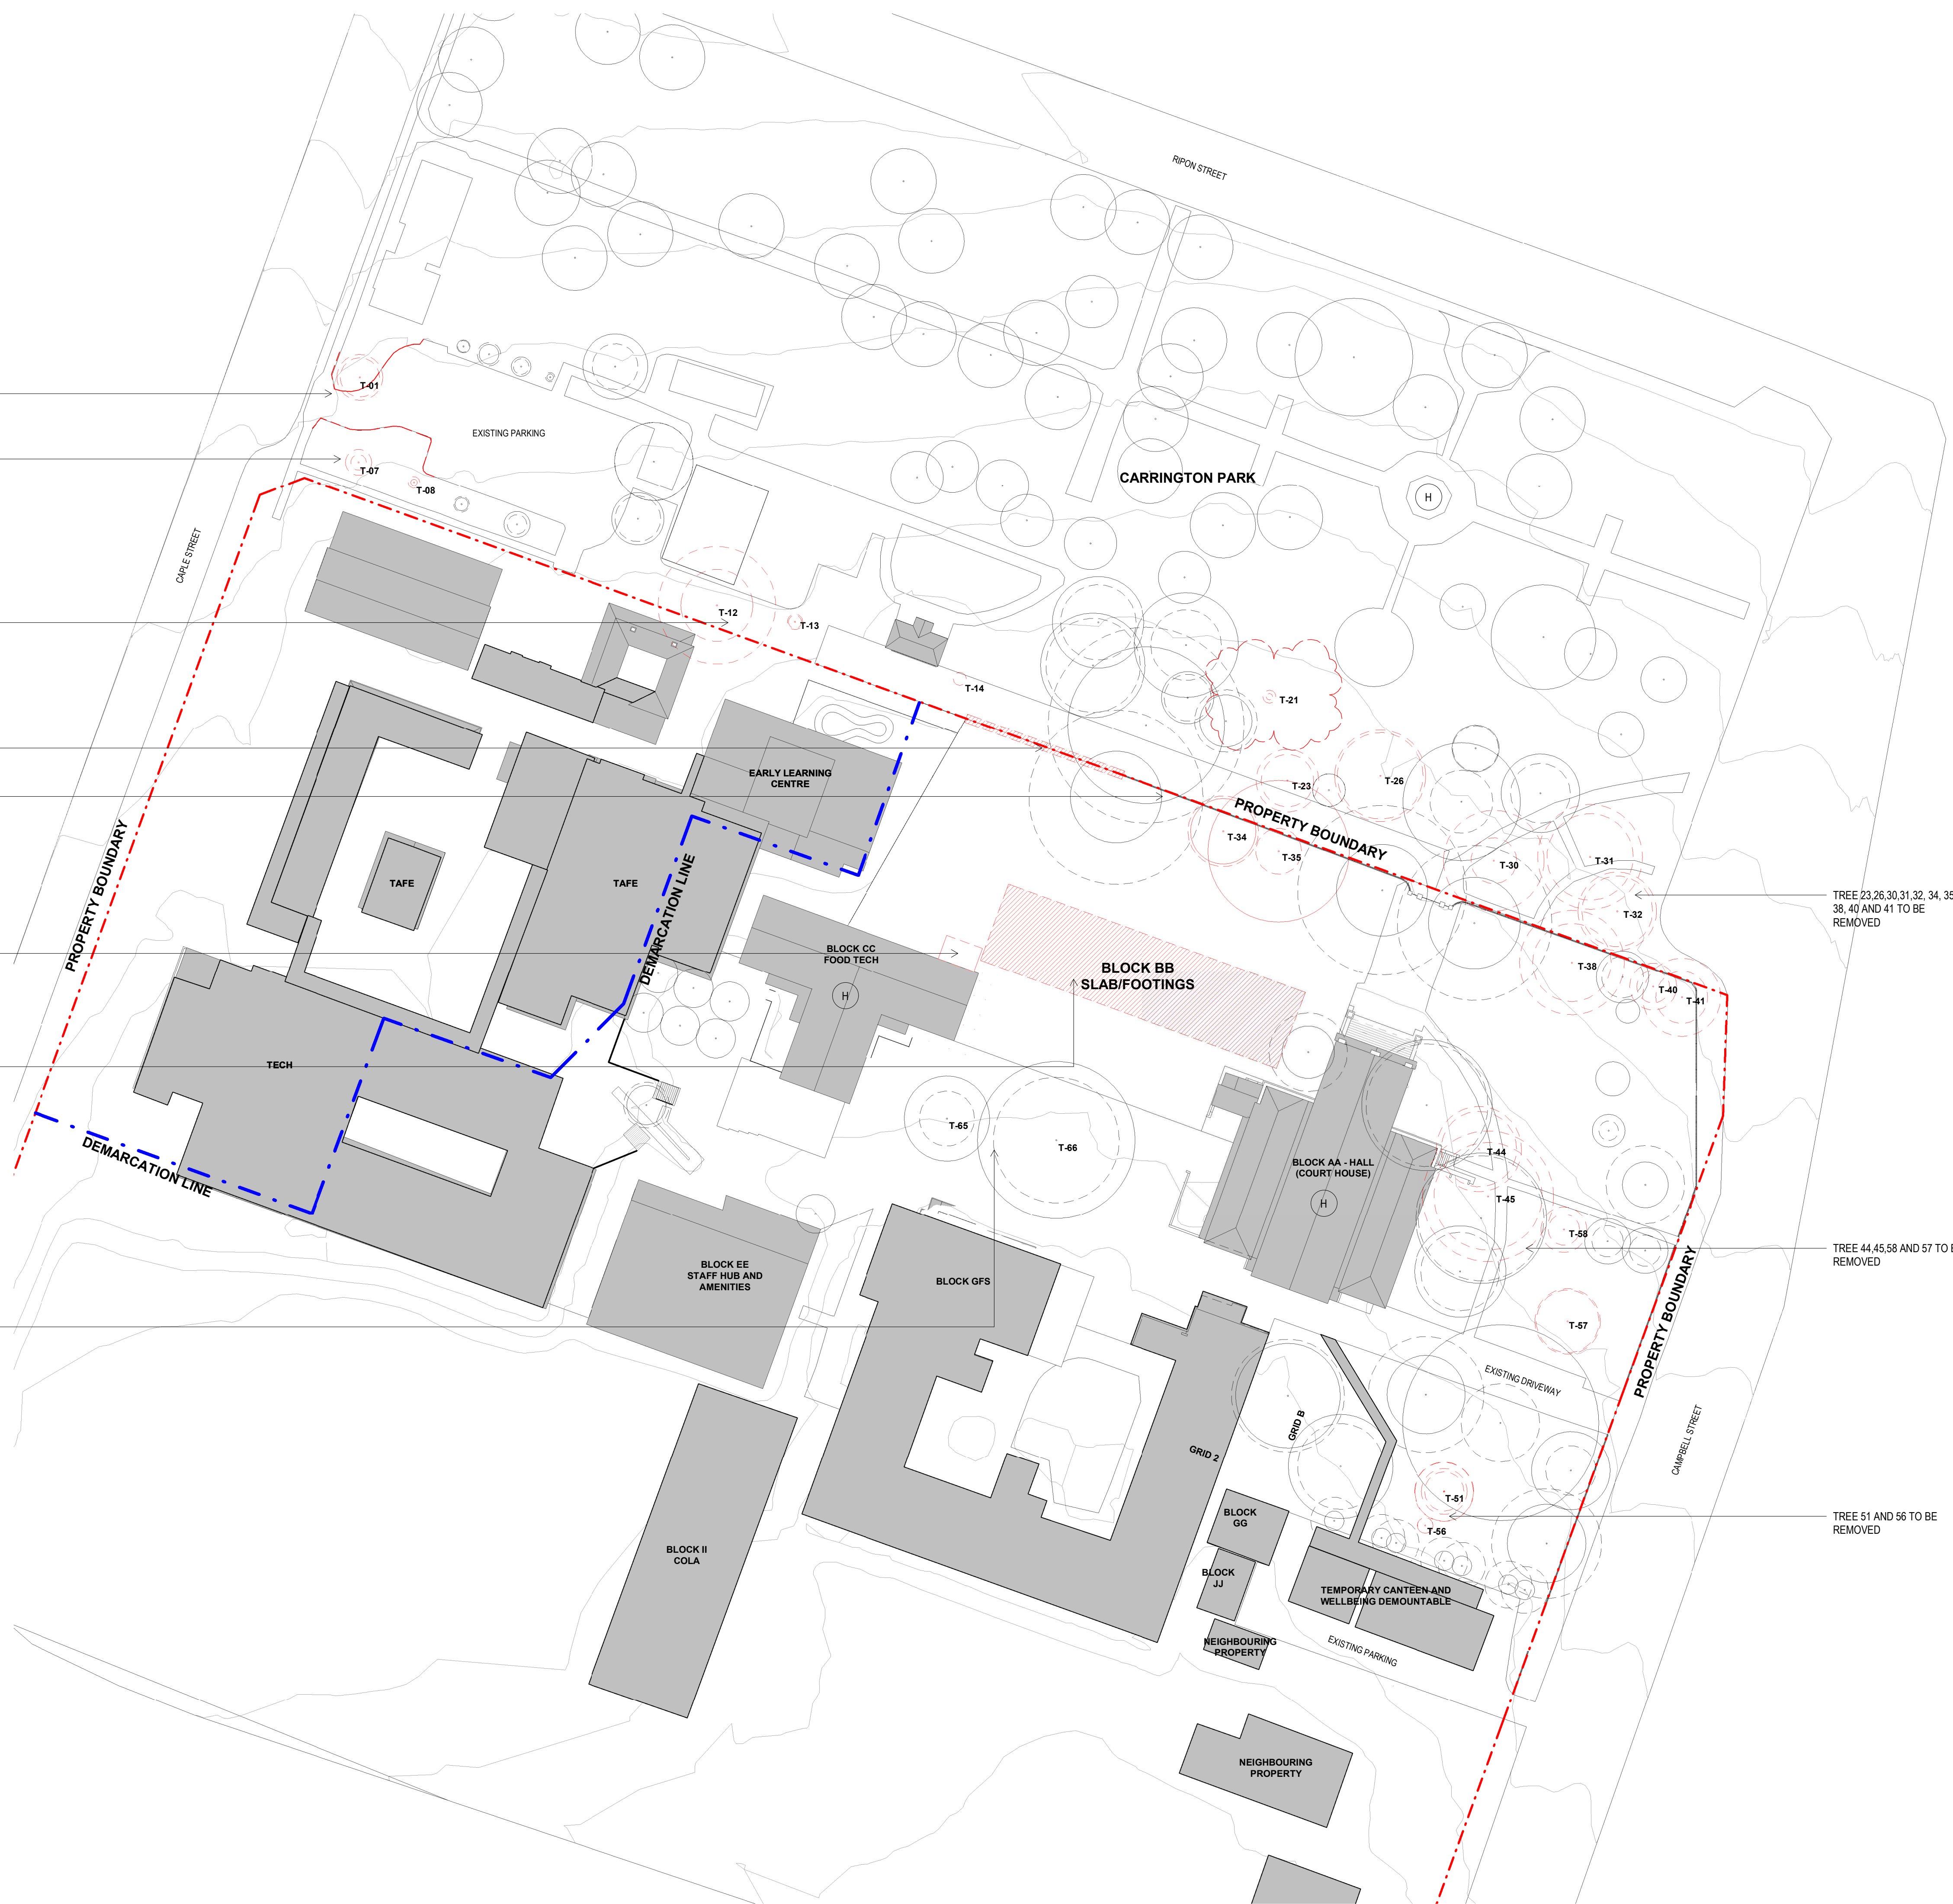 RIPON STREET
T-01
EXISTING PARKING
T-07
T-08
CARRINGTON PARK
H
CAPLE STREET
T-12
T-13
T-14
T-21
EARLY LEARNING
CENTRE
T-23
T-26
PROPERTY BOUNDARY
T-34
T-35
T-30
T-31
T-32
TREE 23,26,30,31,32, 34, 35
38, 40 AND 41 TO BE
REMOVED
TAFE
TAFE
PROPERTY BOUNDARY
DEMARCATION LINE
BLOCK CC
FOOD TECH
H
BLOCK BB
SLAB/FOOTINGS
T-38
T-40
T-41
TECH
DEMARCATION LINE
T-65
T-66
BLOCK AA - HALL
(COURT HOUSE)
H
T-44
T-45
T-58
TREE 44,45,58 AND 57 TO
REMOVED
BLOCK EE
STAFF HUB AND
AMENITIES
BLOCK GFS
T-57
PROPERTY BOUNDARY
EXISTING DRIVEWAY
CAMPBELL STREET
GRID B
GRID 2
T-51
T-56
TREE 51 AND 56 TO BE
REMOVED
BLOCK
GG
BLOCK II
COLA
BLOCK
JJ
TEMPORARY CANTEEN AND
WELLBEING DEMOUNTABLE
NEIGHBOURING
PROPERTY
EXISTING PARKING
NEIGHBOURING
PROPERTY